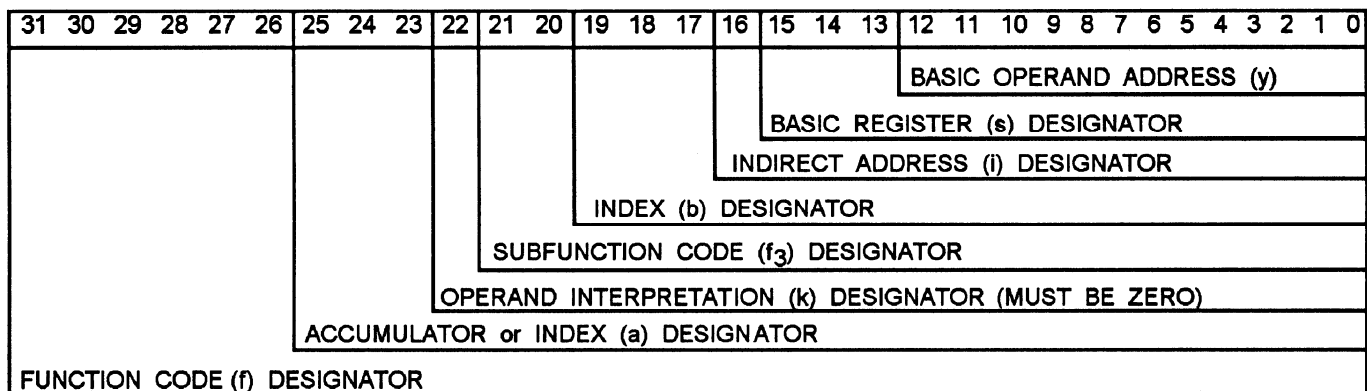 31 30 29 28 27 26 25 24 23 22 21 20 19 18 17 16 15 14 13 12 11 10 9 8 7 6 5 4 3 2 1 0
BASIC OPERAND ADDRESS (y)
BASIC REGISTER (s) DESIGNATOR
INDIRECT ADDRESS (i) DESIGNATOR
INDEX (b) DESIGNATOR
SUBFUNCTION CODE (f3) DESIGNATOR
OPERAND INTERPRETATION (k) DESIGNATOR (MUST BE ZERO)
ACCUMULATOR or INDEX (a) DESIGNATOR
FUNCTION CODE (f) DESIGNATOR